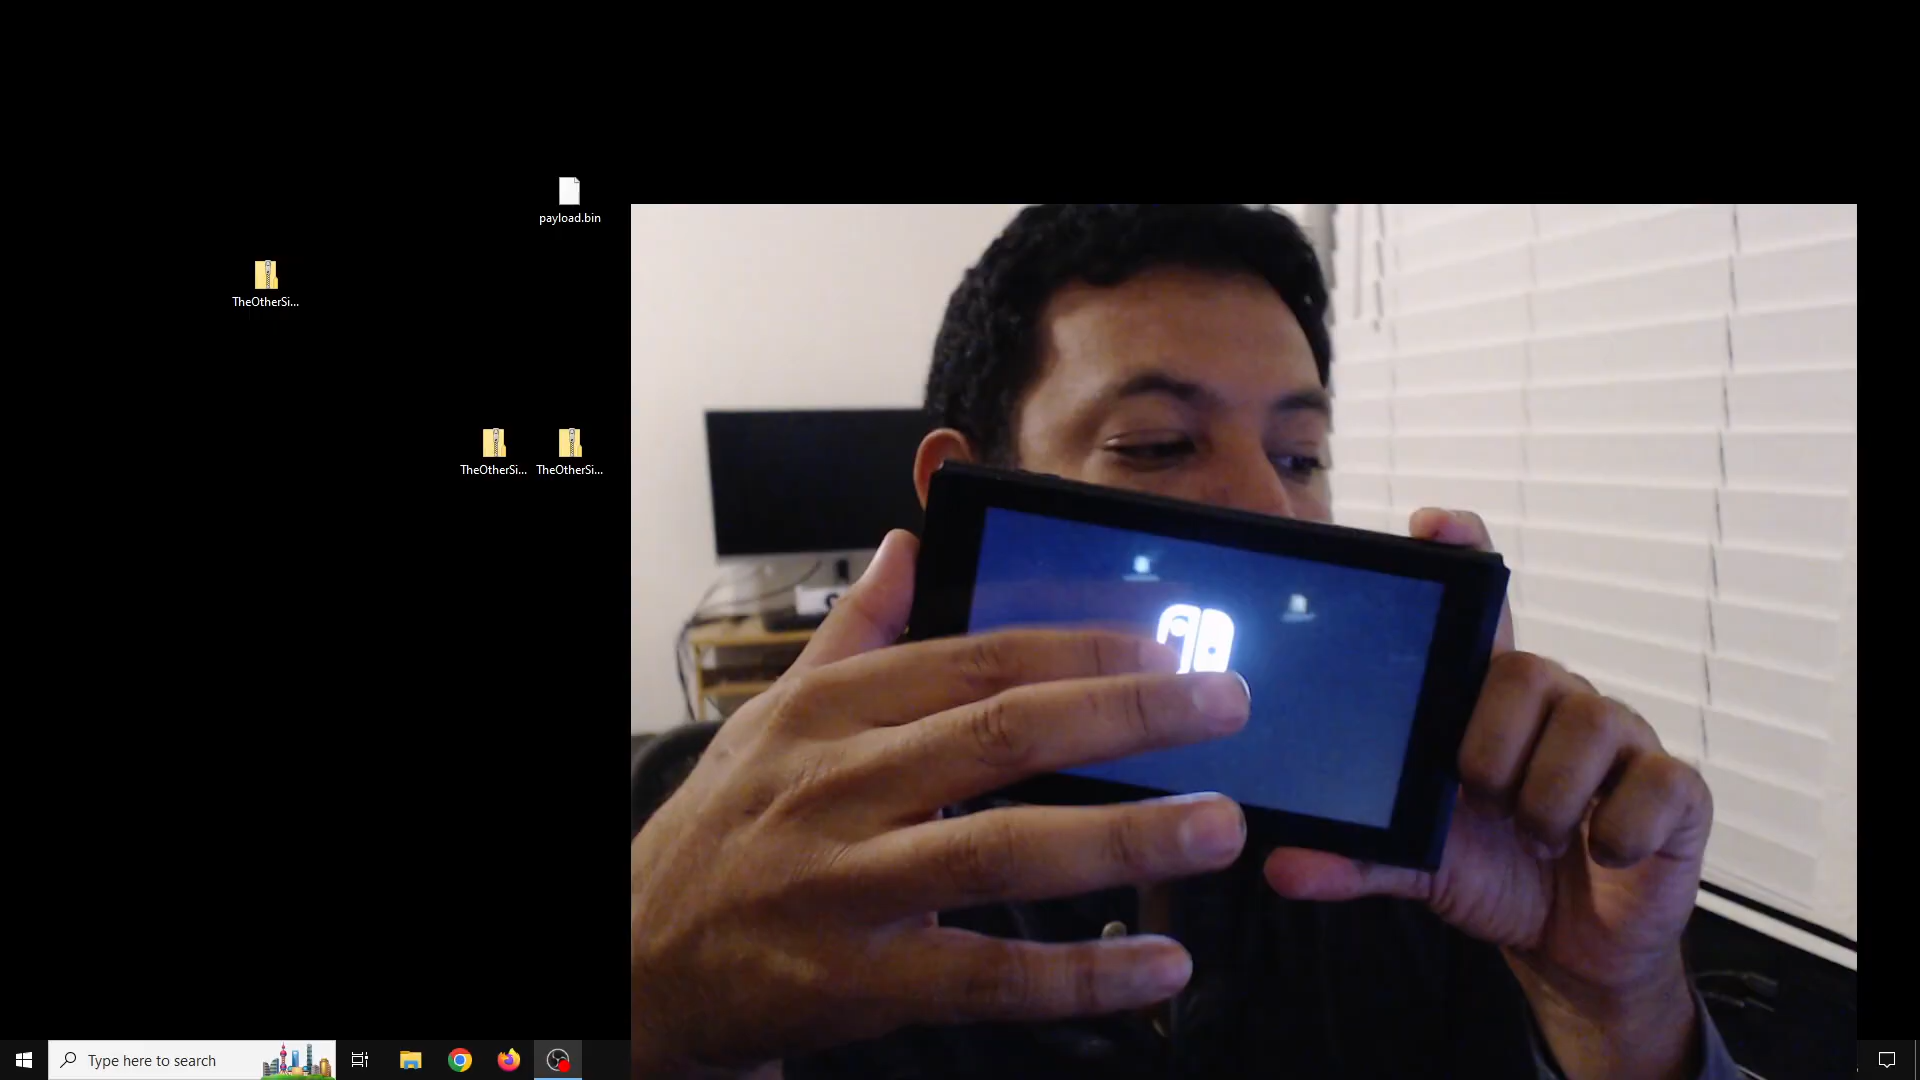 payload.bin
TheOtherSi...
TheOtherSi...
TheOtherSi...
Type here to search